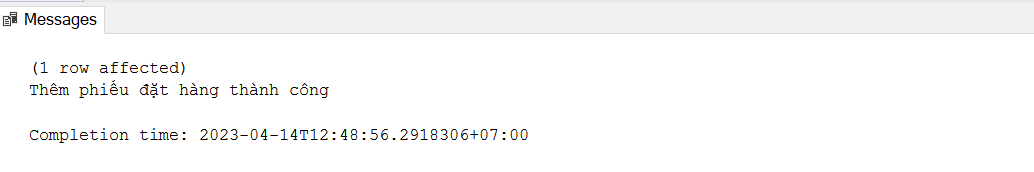 Messages
(1 row affected)
Thêm phiếu đặt hàng thành công
Completion time: 2023-04-14T12:48:56.2918306+07:00